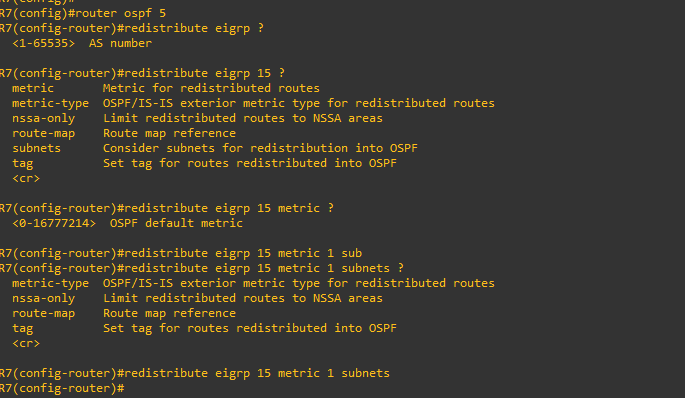 R7(config)#router ospf 5
R7(config-router)#redistribute eigrp ?
  <1-65535>  AS number

R7(config-router)#redistribute eigrp 15 ?
  metric       Metric for redistributed routes
  metric-type  OSPF/IS-IS exterior metric type for redistributed routes
  nssa-only    Limit redistributed routes to NSSA areas
  route-map    Route map reference
  subnets      Consider subnets for redistribution into OSPF
  tag          Set tag for routes redistributed into OSPF
  <cr>

R7(config-router)#redistribute eigrp 15 metric ?
  <0-16777214>  OSPF default metric

R7(config-router)#redistribute eigrp 15 metric 1 sub
R7(config-router)#redistribute eigrp 15 metric 1 subnets ?
  metric-type  OSPF/IS-IS exterior metric type for redistributed routes
  nssa-only    Limit redistributed routes to NSSA areas
  route-map    Route map reference
  tag          Set tag for routes redistributed into OSPF
  <cr>

R7(config-router)#redistribute eigrp 15 metric 1 subnets
R7(config-router)#